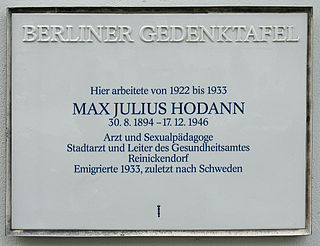 BERLINER GEDENKTAFEL
Hier arbeitete von 1922 bis 1933
MAX JULIUS HODANN
30. 8. 1894 – 17. 12. 1946
Arzt und Sexualpädagoge
Stadtarzt und Leiter des Gesundheitsamtes
Reinickendorf
Emigrierte 1933, zuletzt nach Schweden